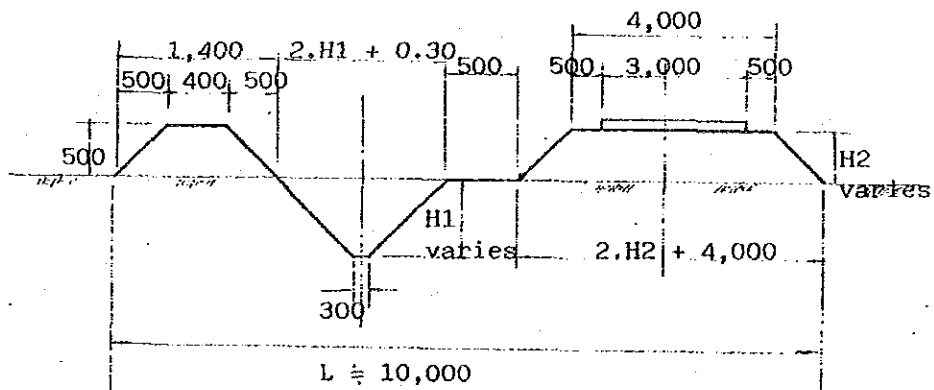 4,000
1,400 2.H1 + 0.30
500 500 3,000 500
500 400 500
500
H2
varies
H1
varies
2.H2 + 4,000
300
L ≒ 10,000